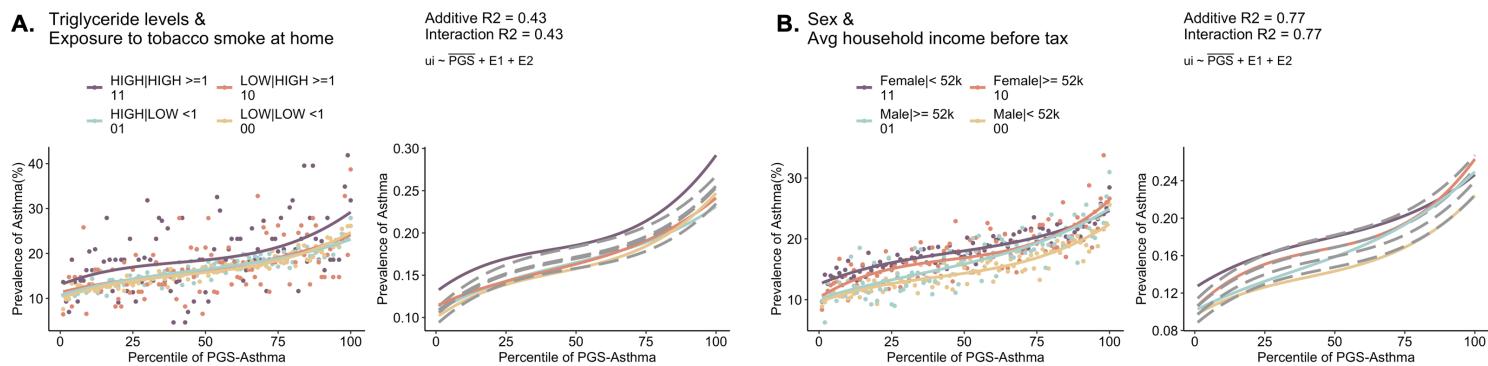 A. Triglyceride levels &
Exposure to tobacco smoke at home
Additive R2 = 0.43
Interaction R2 = 0.43
ui ~ PGS + E1 + E2
HIGH|HIGH >=1
11
LOW|HIGH >=1
10
HIGH|LOW <1
01
LOW|LOW <1
00
Prevalence of Asthma(%)
40
30
20
10
0
25
50
75
100
Percentile of PGS-Asthma
Prevalence of Asthma
0.30
0.25
0.20
0.15
0.10
0
25
50
75
100
Percentile of PGS-Asthma
B. Sex &
Avg household income before tax
Additive R2 = 0.77
Interaction R2 = 0.77
ui ~ PGS + E1 + E2
Female|< 52k
11
Female|>= 52k
10
Male|>= 52k
01
Male|< 52k
00
Prevalence of Asthma(%)
30
20
10
0
25
50
75
100
Percentile of PGS-Asthma
Prevalence of Asthma
0.24
0.20
0.16
0.12
0.08
0
25
50
75
100
Percentile of PGS-Asthma